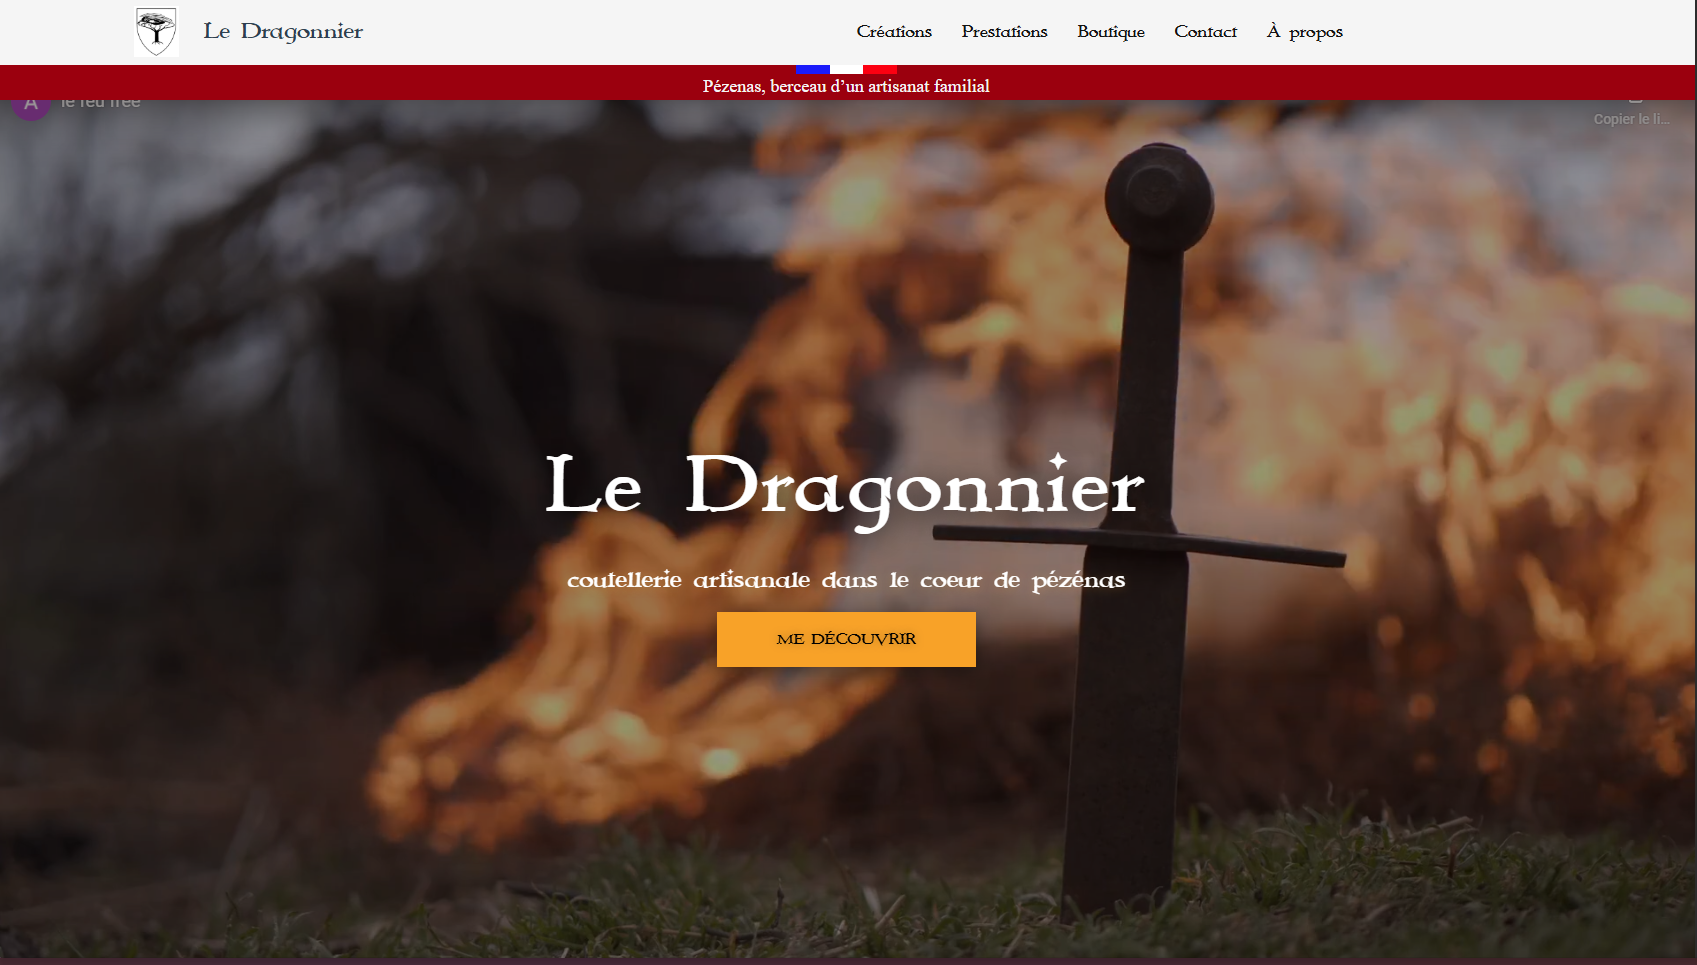 Le Dragonnier
Créations Prestations Boutique Contact À propos
Pézenas, berceau d’un artisanat familial
A le feu free
Copier le li...
Le Dragonnier
coutellerie artisanale dans le coeur de pézénas
ME DÉCOUVRIR